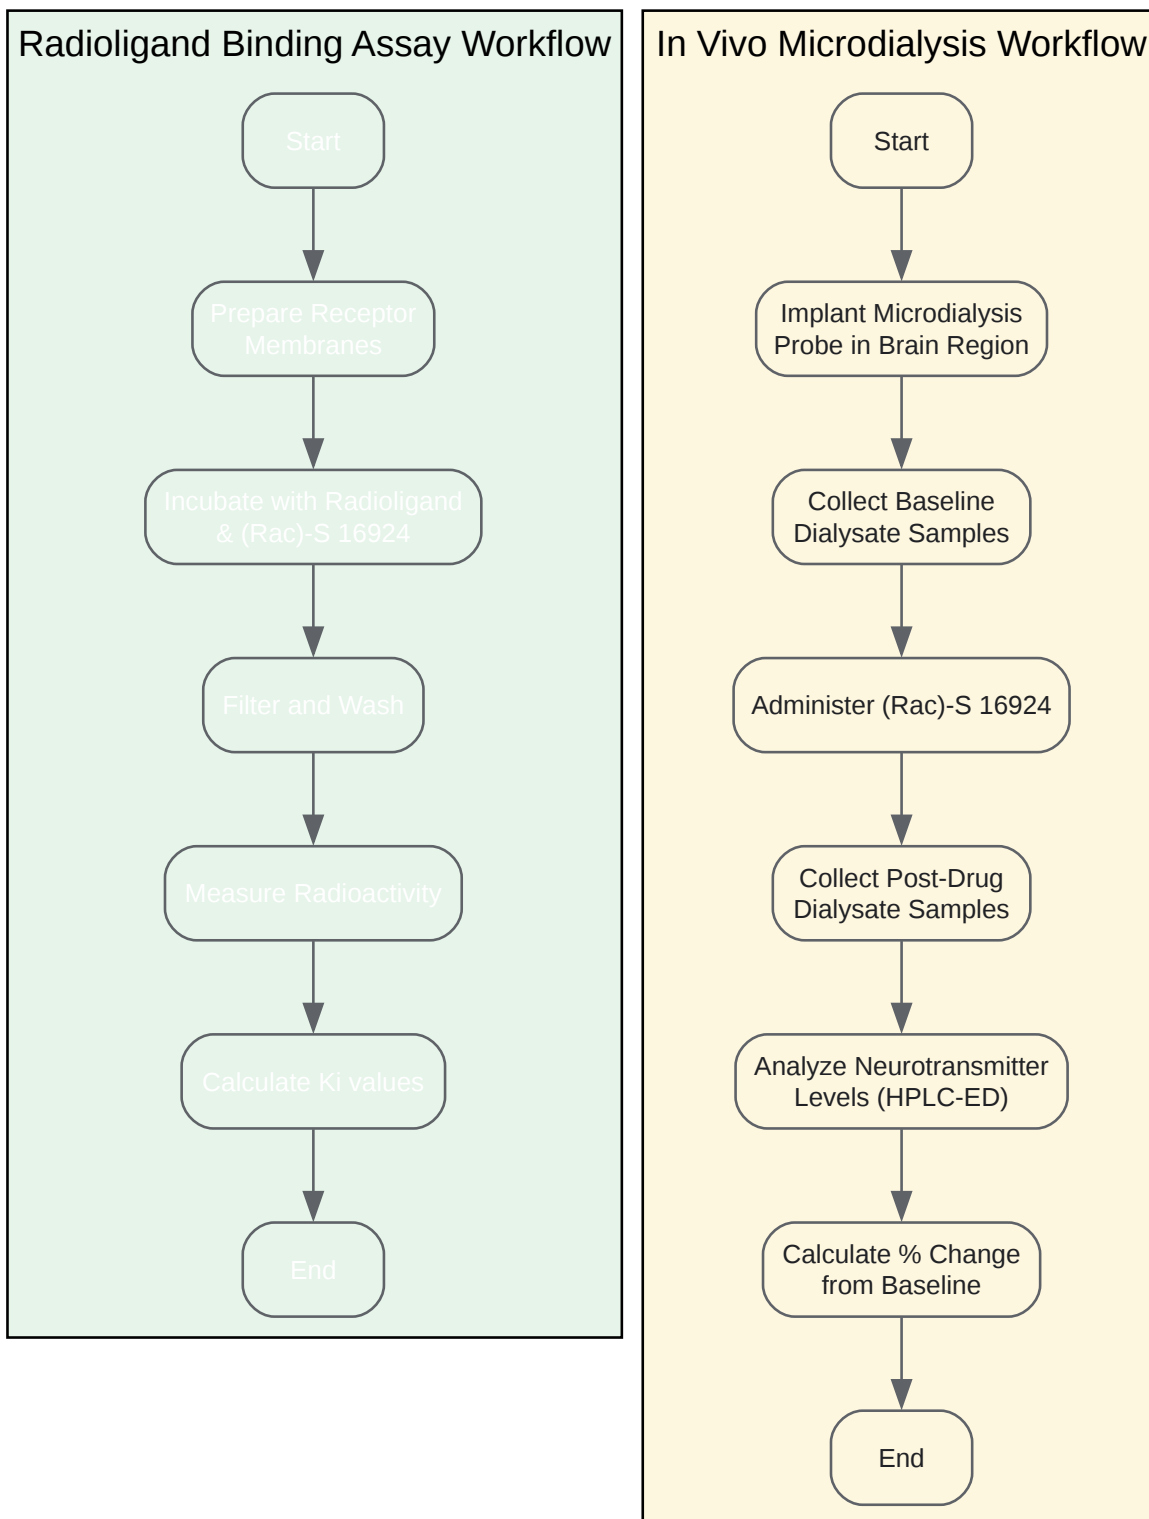 Radioligand Binding Assay Workflow
Start
Prepare Receptor
Membranes
Incubate with Radioligand
& (Rac)-S 16924
Filter and Wash
Measure Radioactivity
Calculate Ki values
End
In Vivo Microdialysis Workflow
Start
Implant Microdialysis
Probe in Brain Region
Collect Baseline
Dialysate Samples
Administer (Rac)-S 16924
Collect Post-Drug
Dialysate Samples
Analyze Neurotransmitter
Levels (HPLC-ED)
Calculate % Change
from Baseline
End